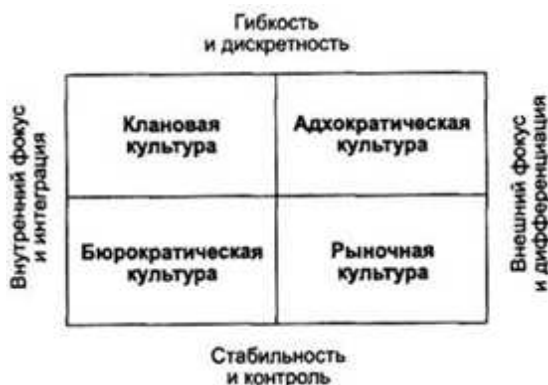 Гибкость
и дискретность
Внутренний фокус
и интеграция
Клановая
культура
Адхократическая
культура
Бюрократическая
культура
Рыночная
культура
Внешний фокус
и дифференциация
Стабильность
и контроль